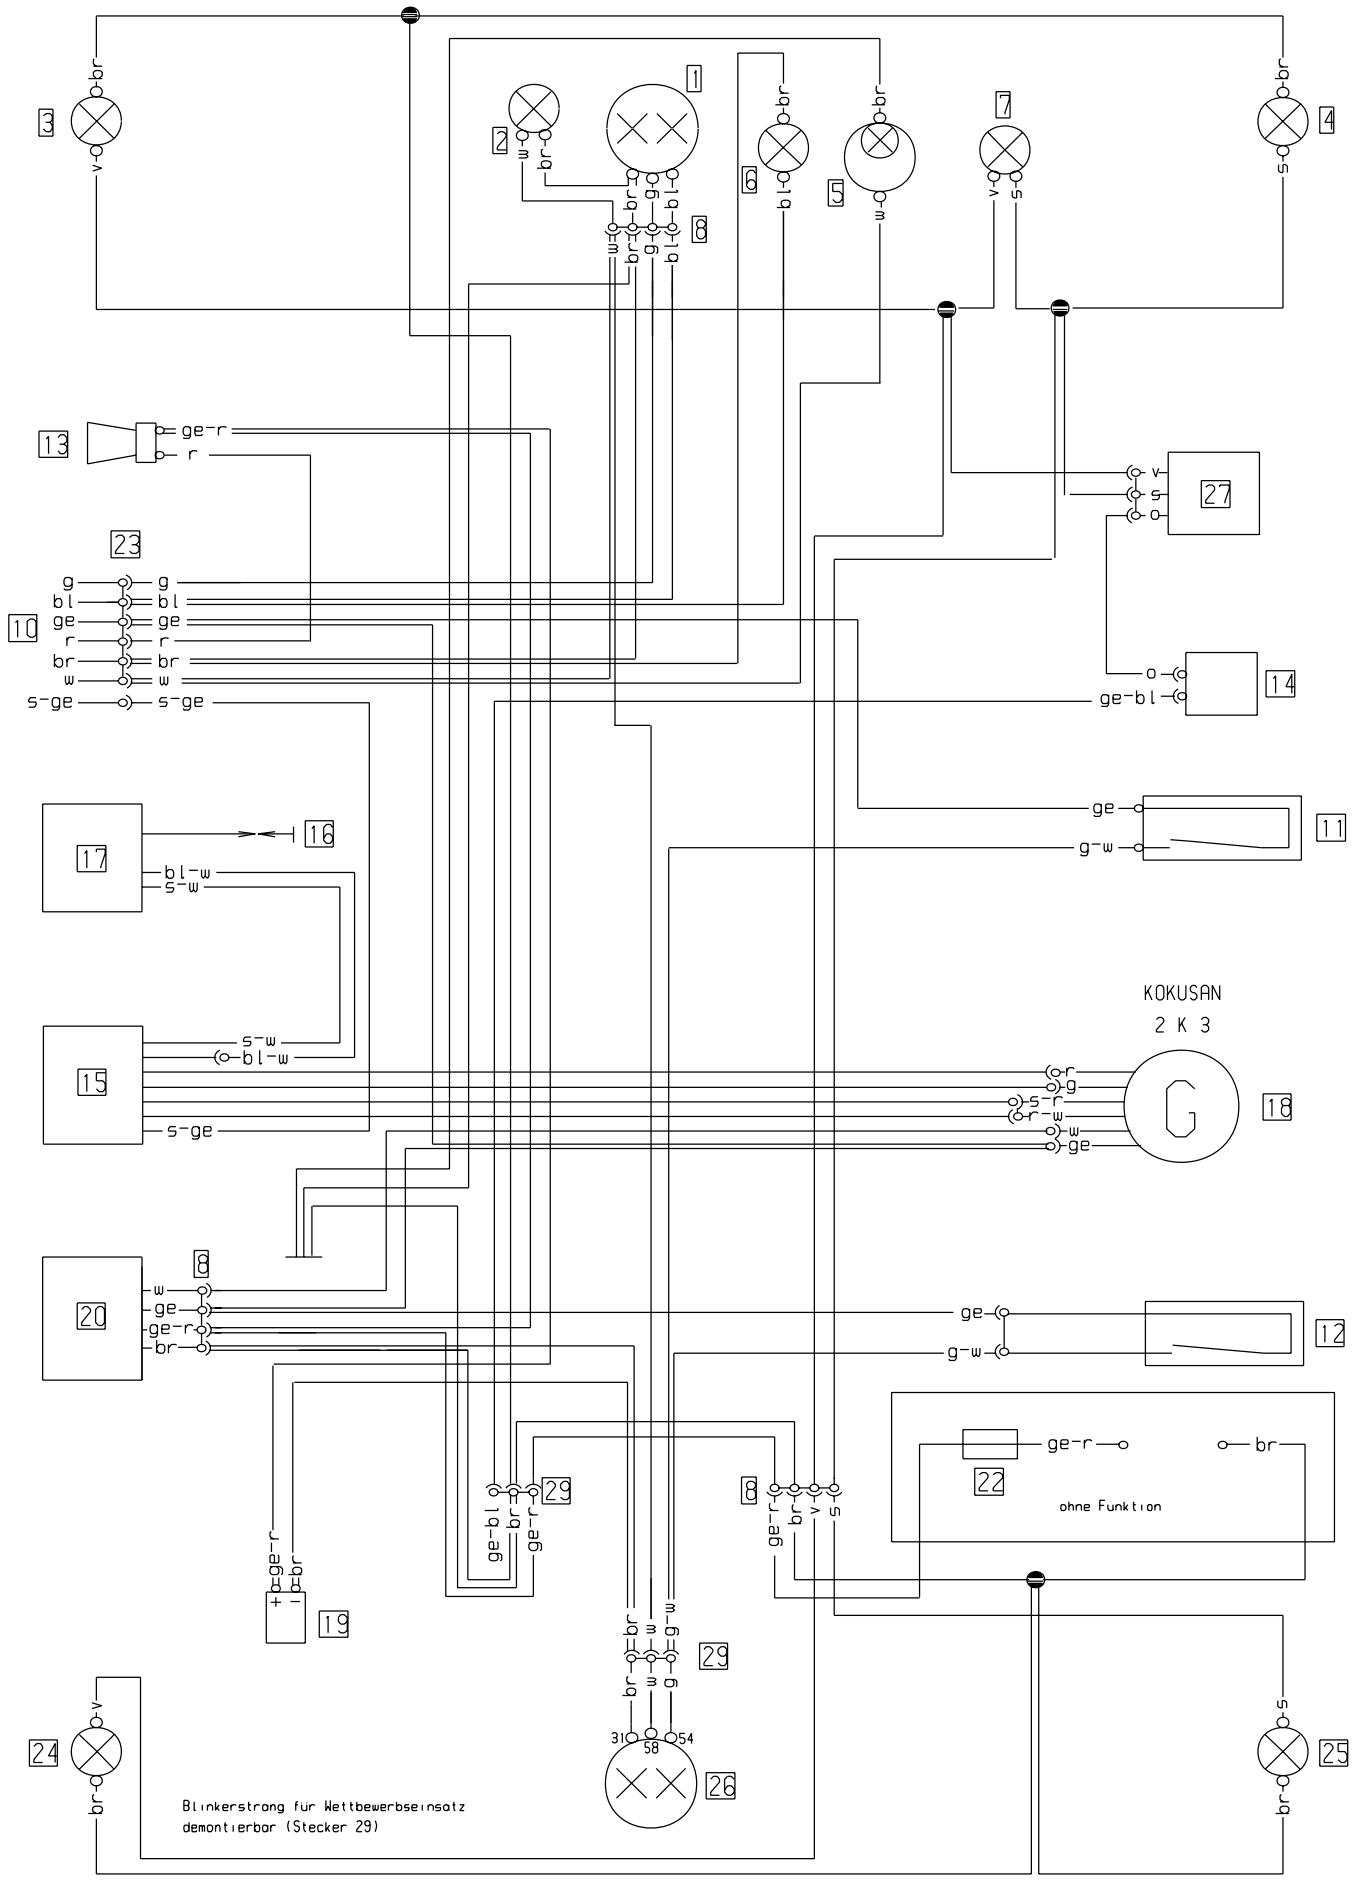 br
br
1
3
2
br
br
7
4
w
br
v
6
5
s
br
g
bl
bl
w
v
s
8
w
br
g
bl
13
ge-r
r
v
27
s
o
23
g
g
bl
bl
10
ge
ge
r
r
br
br
w
w
s-ge
s-ge
o
14
ge-bl
17
16
bl-w
s-w
ge
11
g-w
KOKUSAN
2 K 3
15
s-w
bl-w
s-ge
r
g
s-r
r-w
w
ge
G
18
8
20
w
ge
ge-r
br
ge
12
g-w
22
ge-r
br
ohne Funktion
29
ge-bl
br
ge-r
8
ge-r
br
v
s
ge-r
br
+
-
19
br
w
g-w
29
br
w
g
31
58
54
26
24
v
br
s
25
br
Blinkerstrang für Wettbewerbseinsatz
demontierbar (Stecker 29)